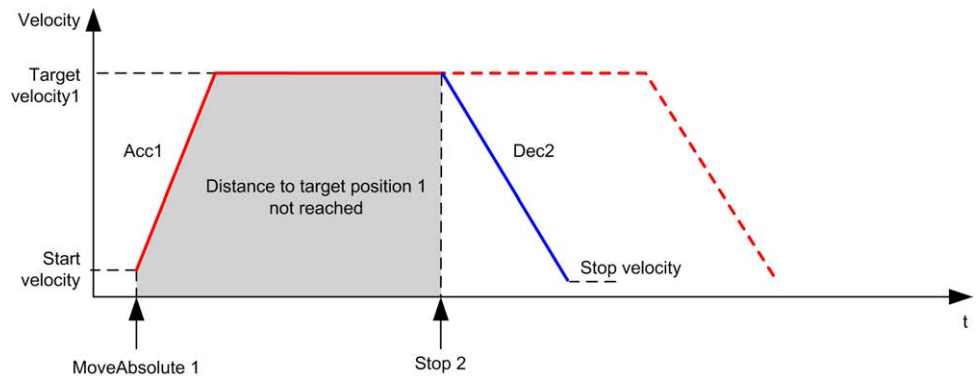 Velocity
Target
velocity1
Acc1
Dec2
Distance to target position 1
not reached
Start
velocity
Stop velocity
t
MoveAbsolute 1
Stop 2